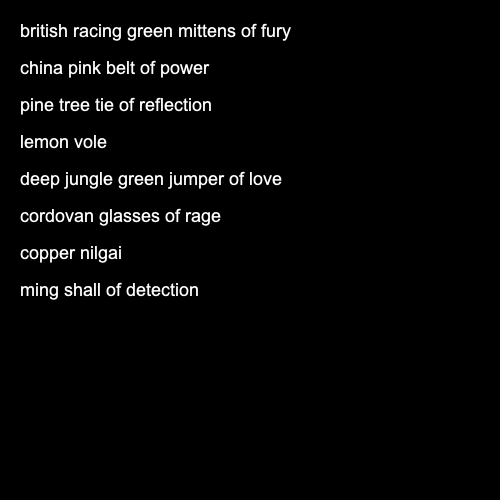 british racing green mittens of fury
china pink belt of power
pine tree tie of reflection
lemon vole
deep jungle green jumper of love
cordovan glasses of rage
copper nilgai
ming shall of detection